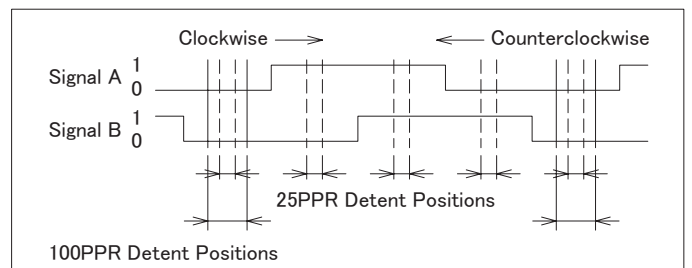 Clockwise
Counterclockwise
Signal A 1
0
Signal B 1
0
25PPR Detent Positions
100PPR Detent Positions